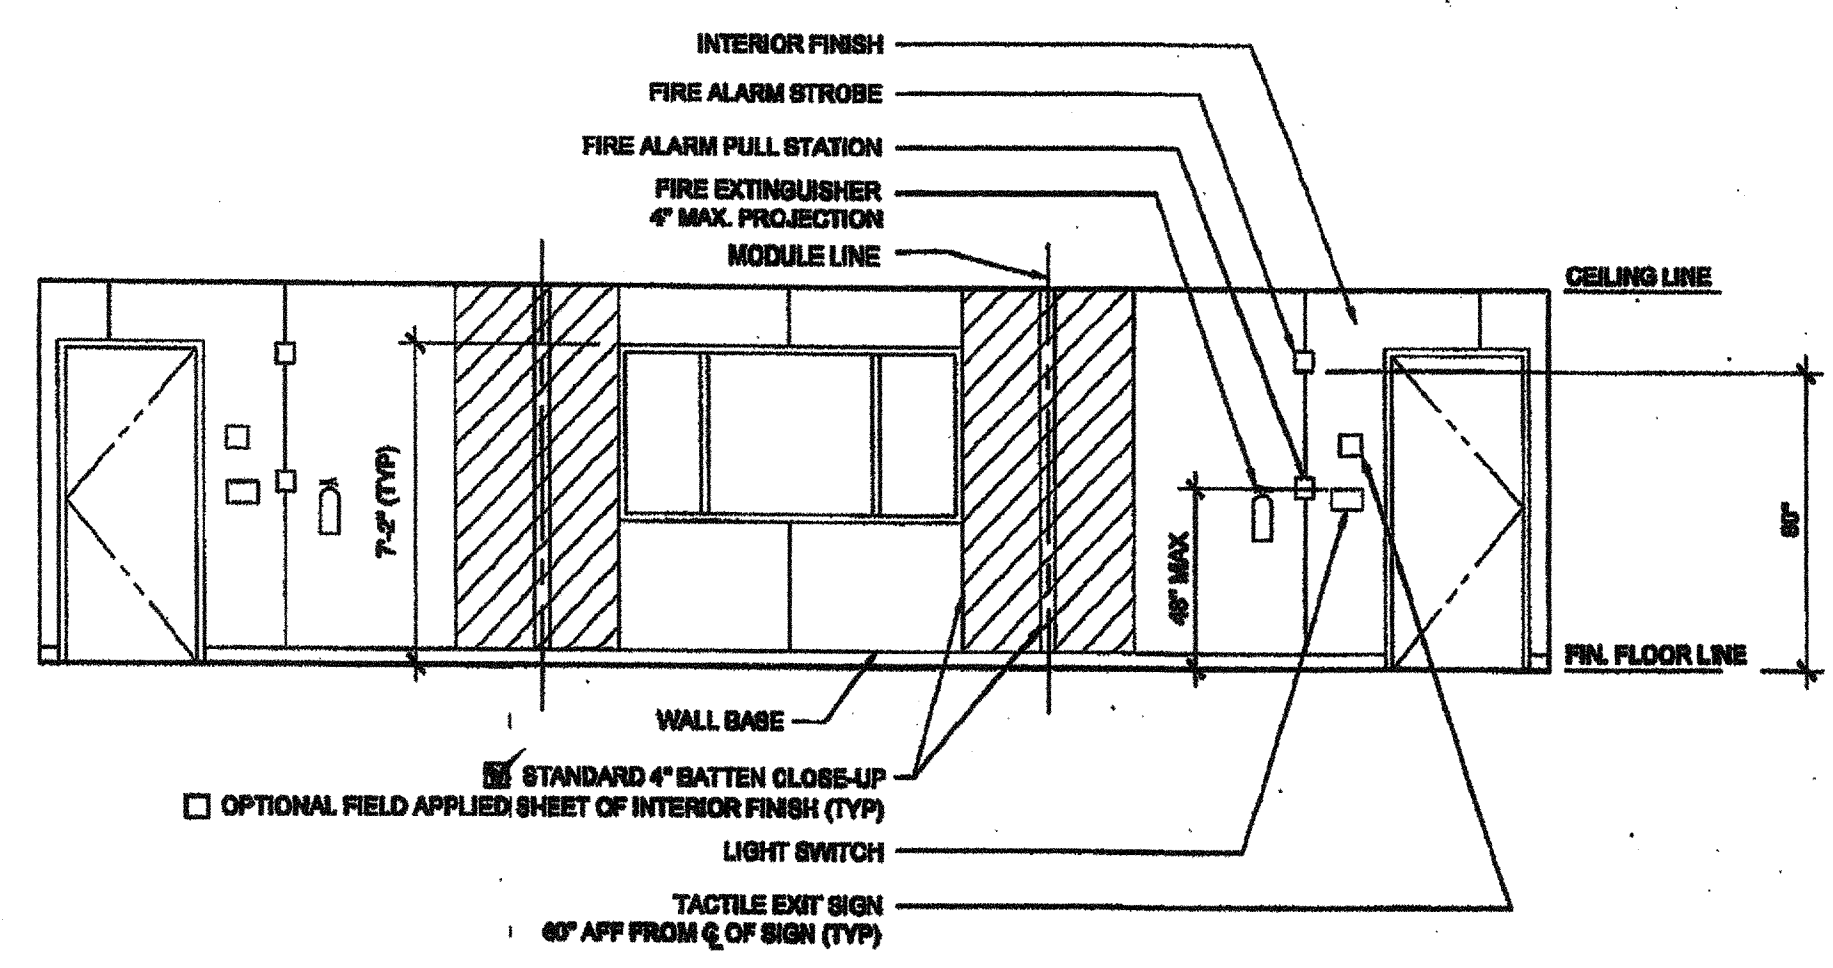 INTERIOR FINISH
FIRE ALARM STROBE
FIRE ALARM PULL STATION
FIRE EXTINGUISHER
4" MAX. PROJECTION
MODULE LINE
CEILING LINE
7'-2" (TYP)
48" MAX
80"
FIN. FLOOR LINE
WALL BASE
STANDARD 4" BATTEN CLOSE-UP
OPTIONAL FIELD APPLIED SHEET OF INTERIOR FINISH (TYP)
LIGHT SWITCH
TACTILE EXIT SIGN
60" AFF FROM ℄ OF SIGN (TYP)